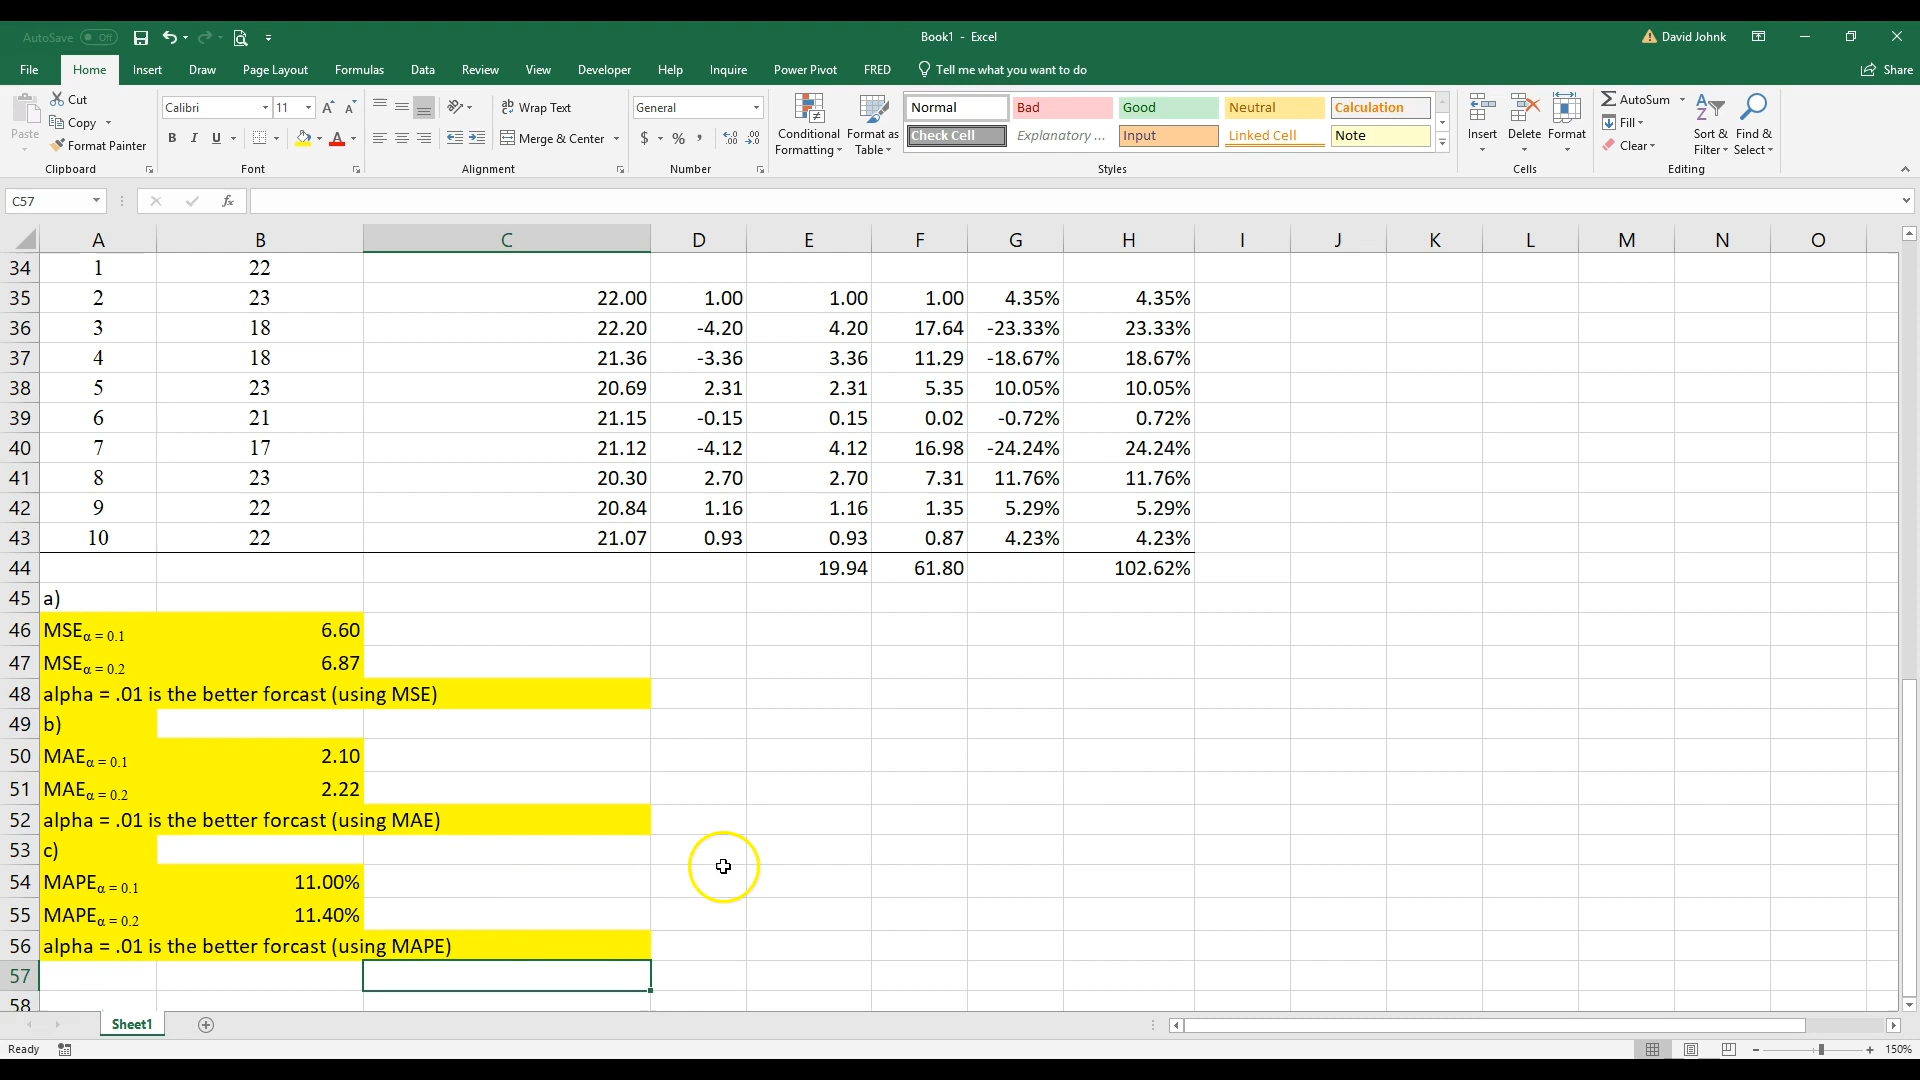 AutoSave Off Book1 - Excel David Johnk
File Home Insert Draw Page Layout Formulas Data Review View Developer Help Inquire Power Pivot FRED Tell me what you want to do Share
Paste Cut Copy Format Painter Clipboard
Calibri 11 B I U Font
Wrap Text Merge & Center Alignment
General $ % , Number
Conditional Formatting Format as Table
Normal Bad Good Neutral Calculation
Check Cell Explanatory ... Input Linked Cell Note
Styles
Insert Delete Format Cells
AutoSum Fill Clear Sort & Filter Find & Select Editing
C57 fx
A B C D E F G H I J K L M N O
34 1 22
35 2 23 22.00 1.00 1.00 1.00 4.35% 4.35%
36 3 18 22.20 -4.20 4.20 17.64 -23.33% 23.33%
37 4 18 21.36 -3.36 3.36 11.29 -18.67% 18.67%
38 5 23 20.69 2.31 2.31 5.35 10.05% 10.05%
39 6 21 21.15 -0.15 0.15 0.02 -0.72% 0.72%
40 7 17 21.12 -4.12 4.12 16.98 -24.24% 24.24%
41 8 23 20.30 2.70 2.70 7.31 11.76% 11.76%
42 9 22 20.84 1.16 1.16 1.35 5.29% 5.29%
43 10 22 21.07 0.93 0.93 0.87 4.23% 4.23%
44 19.94 61.80 102.62%
45 a)
46 MSEα = 0.1 6.60
47 MSEα = 0.2 6.87
48 alpha = .01 is the better forcast (using MSE)
49 b)
50 MAEα = 0.1 2.10
51 MAEα = 0.2 2.22
52 alpha = .01 is the better forcast (using MAE)
53 c)
54 MAPEα = 0.1 11.00%
55 MAPEα = 0.2 11.40%
56 alpha = .01 is the better forcast (using MAPE)
57
58
Sheet1
Ready 150%